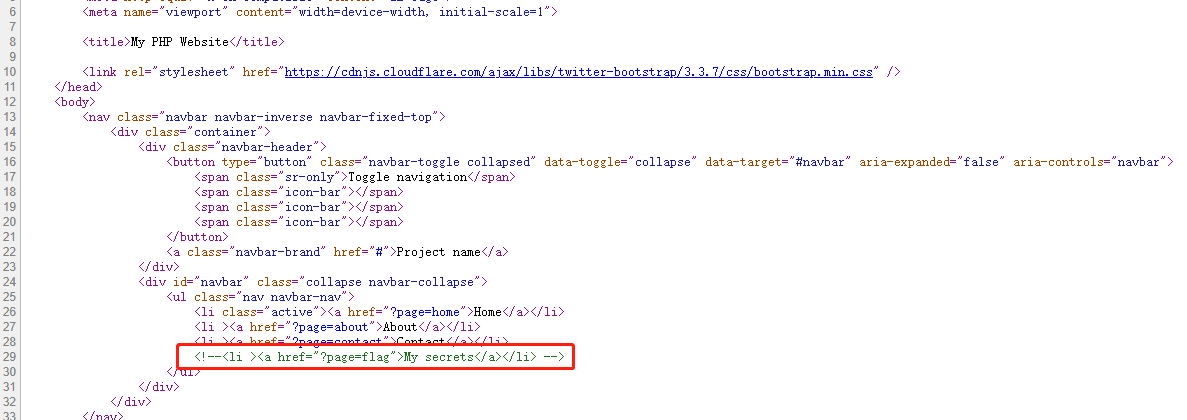 6 <meta name="viewport" content="width=device-width, initial-scale=1">
7
8 <title>My PHP Website</title>
9
10 <link rel="stylesheet" href="https://cdnjs.cloudflare.com/ajax/libs/twitter-bootstrap/3.3.7/css/bootstrap.min.css" />
11 </head>
12 <body>
13 <nav class="navbar navbar-inverse navbar-fixed-top">
14 <div class="container">
15 <div class="navbar-header">
16 <button type="button" class="navbar-toggle collapsed" data-toggle="collapse" data-target="#navbar" aria-expanded="false" aria-controls="navbar">
17 <span class="sr-only">Toggle navigation</span>
18 <span class="icon-bar"></span>
19 <span class="icon-bar"></span>
20 <span class="icon-bar"></span>
21 </button>
22 <a class="navbar-brand" href="#">Project name</a>
23 </div>
24 <div id="navbar" class="collapse navbar-collapse">
25 <ul class="nav navbar-nav">
26 <li class="active"><a href="?page=home">Home</a></li>
27 <li ><a href="?page=about">About</a></li>
28 <li ><a href="?page=contact">Contact</a></li>
29 <!--<li ><a href="?page=flag">My secrets</a></li> -->
30 </ul>
31 </div>
32 </div>
33 </nav>